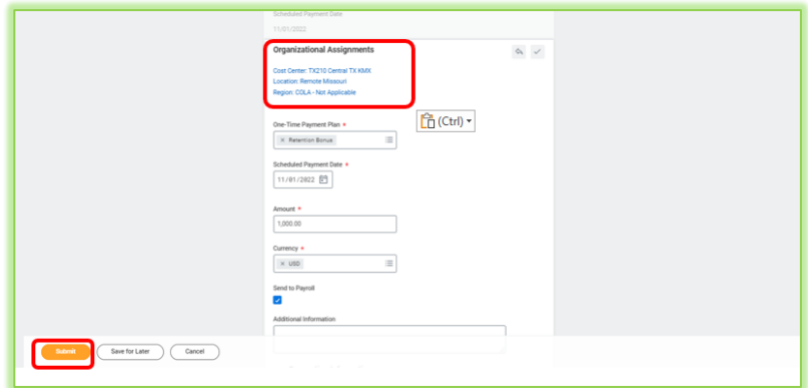 Scheduled Payment Date
11/01/2022
Organizational Assignments
Cost Center: TX210 Central TX KMX
Location: Remote Missouri
Region: COLA - Not Applicable
(Ctrl)
One-Time Payment Plan *
× Retention Bonus
Scheduled Payment Date *
11/01/2022
Amount *
1,000.00
Currency *
× USD
Send to Payroll
Additional Information
Submit Save for Later Cancel